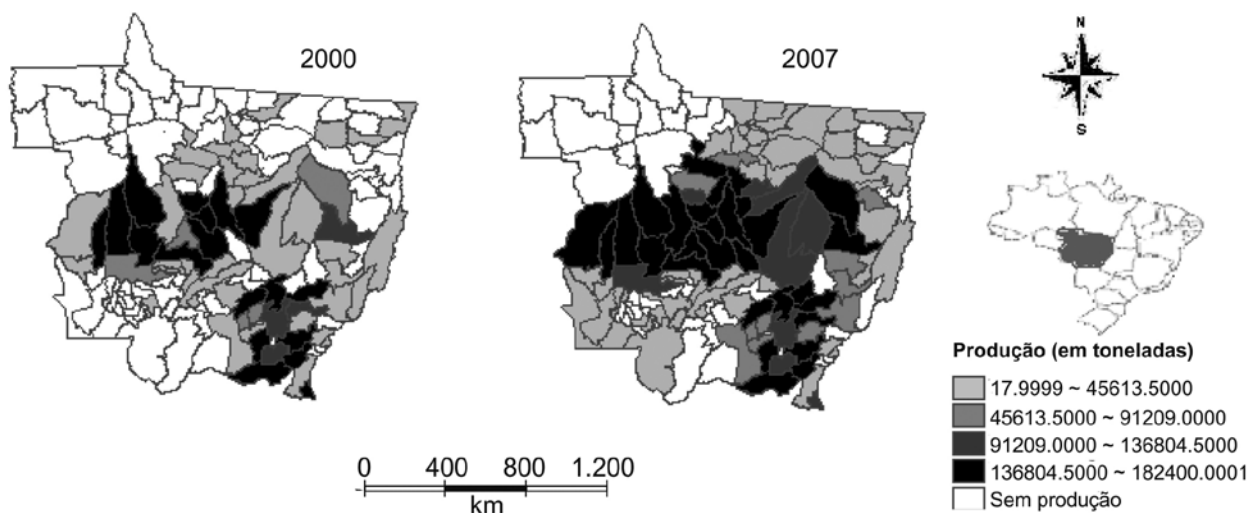 2000
2007
N
S
0 400 800 1.200
km
Produção (em toneladas)
17.9999 ~ 45613.5000
45613.5000 ~ 91209.0000
91209.0000 ~ 136804.5000
136804.5000 ~ 182400.0001
Sem produção